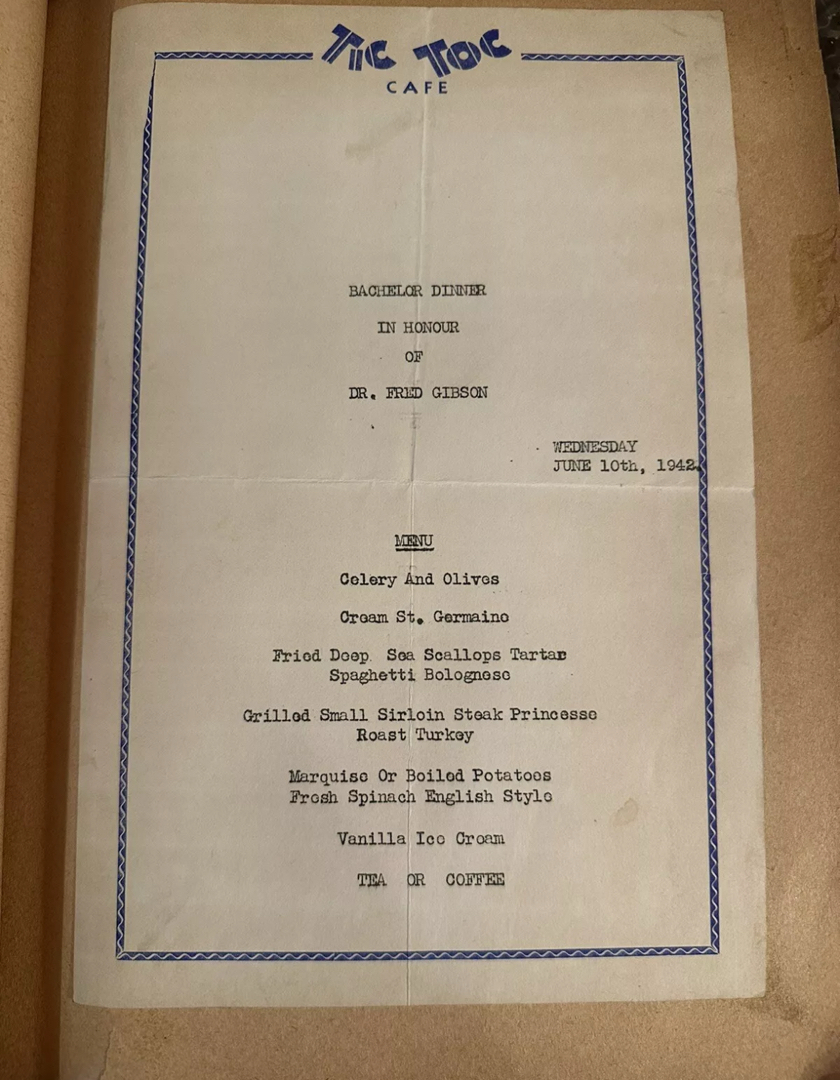 TIC TOC
CAFE
BACHELOR DINNER
IN HONOUR
OF
DR. FRED GIBSON
WEDNESDAY
JUNE 10th, 1942.
MENU
Celery And Olives
Cream St. Germaine
Fried Deep Sea Scallops Tartar
Spaghetti Bolognese
Grilled Small Sirloin Steak Princesse
Roast Turkey
Marquise Or Boiled Potatoes
Fresh Spinach English Style
Vanilla Ice Cream
TEA OR COFFEE